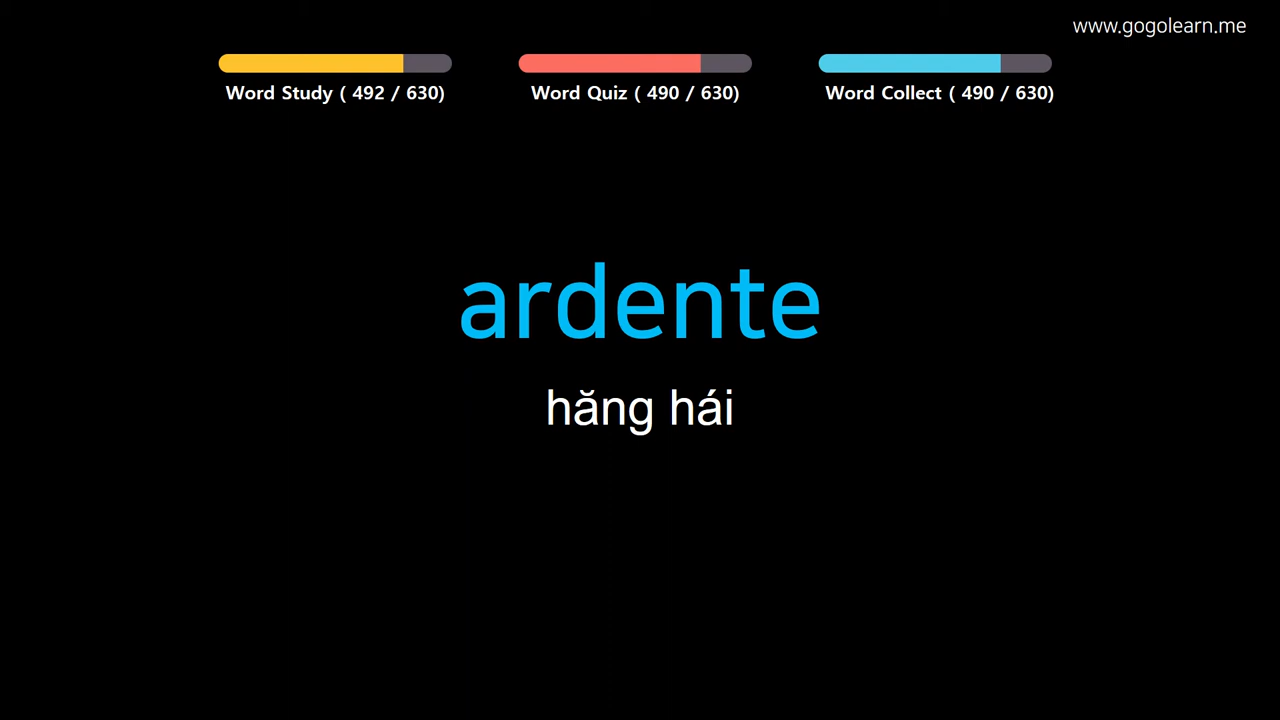 www.gogolearn.me
Word Study ( 492 / 630)
Word Quiz ( 490 / 630)
Word Collect ( 490 / 630)
ardente
hăng hái